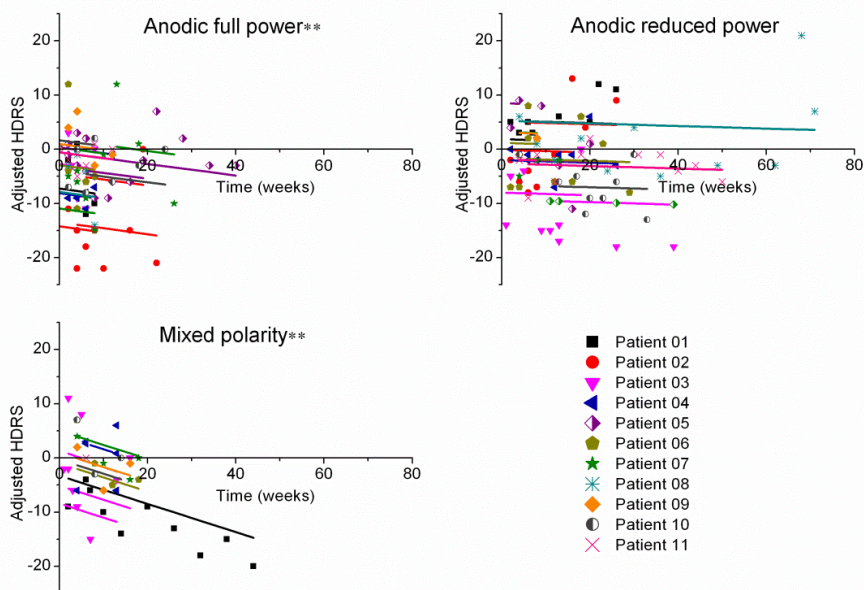 Anodic full power**
Adjusted HDRS
20
10
0
-10
-20
0
20
40
60
80
Time (weeks)
Anodic reduced power
Adjusted HDRS
20
10
0
-10
-20
0
20
40
60
80
Time (weeks)
Mixed polarity**
Adjusted HDRS
20
10
0
-10
-20
0
20
40
60
80
Time (weeks)
Patient 01
Patient 02
Patient 03
Patient 04
Patient 05
Patient 06
Patient 07
Patient 08
Patient 09
Patient 10
Patient 11